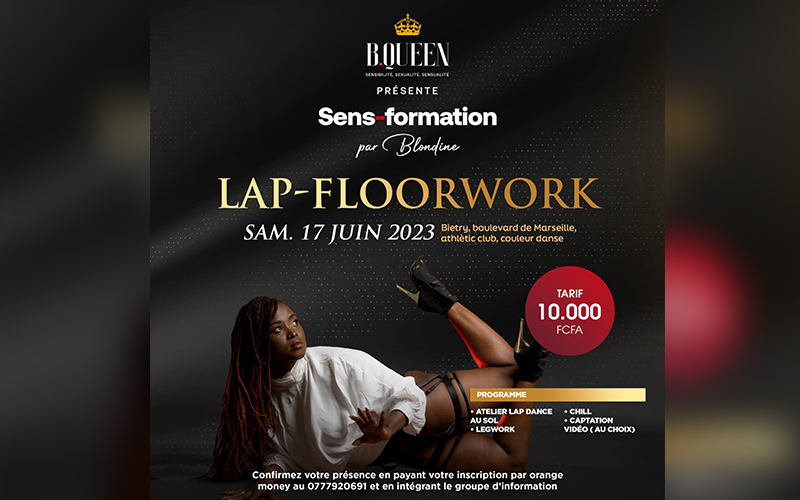 B.QUEEN
SENSIBILITÉ, SEXUALITÉ, SENSUALITÉ
PRÉSENTE
Sens-formation
par Blondine
LAP-FLOORWORK
SAM. 17 JUIN 2023
Bietry, boulevard de Marseille,
athlètic club, couleur danse
TARIF
10.000
FCFA
PROGRAMME
• ATELIER LAP DANCE
AU SOL
• LEGWORK
• CHILL
• CAPTATION
VIDÉO ( AU CHOIX)
Confirmez votre présence en payant votre inscription par orange
money au 0777920691 et en intégrant le groupe d'information